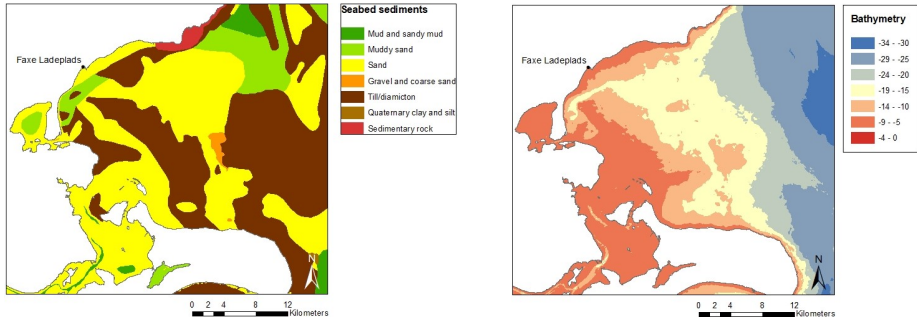 Seabed sediments
Mud and sandy mud
Muddy sand
Sand
Gravel and coarse sand
Till/diamicton
Quaternary clay and silt
Sedimentary rock
Faxe Ladeplads
N
0 2 4 8 12
Kilometers
Bathymetry
-34 - -30
-29 - -25
-24 - -20
-19 - -15
-14 - -10
-9 - -5
-4 - 0
Faxe Ladeplads
N
0 2 4 8 12
Kilometers